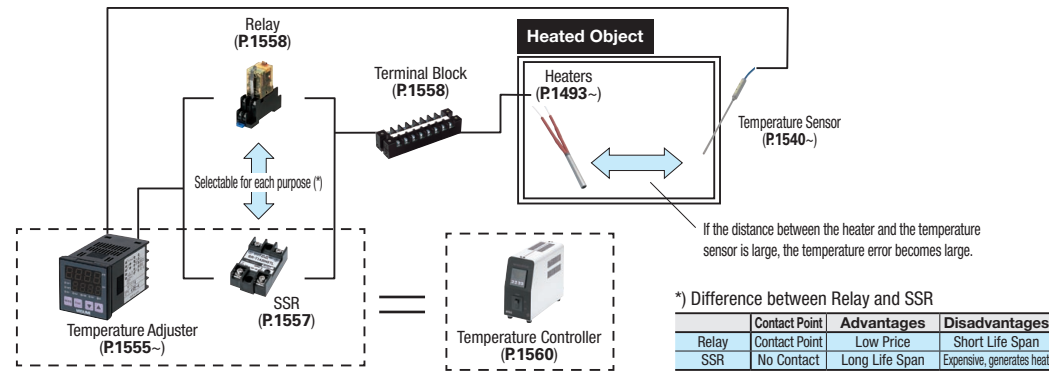 Relay
(P.1558)
Heated Object
Terminal Block
(P.1558)
Heaters
(P.1493~)
Temperature Sensor
(P.1540~)
Selectable for each purpose (*)
If the distance between the heater and the temperature
sensor is large, the temperature error becomes large.
SSR
(P.1557)
Temperature Adjuster
(P.1555~)
Temperature Controller
(P.1560)
*) Difference between Relay and SSR
Contact Point Advantages Disadvantages
Relay Contact Point Low Price Short Life Span
SSR No Contact Long Life Span Expensive, generates heat